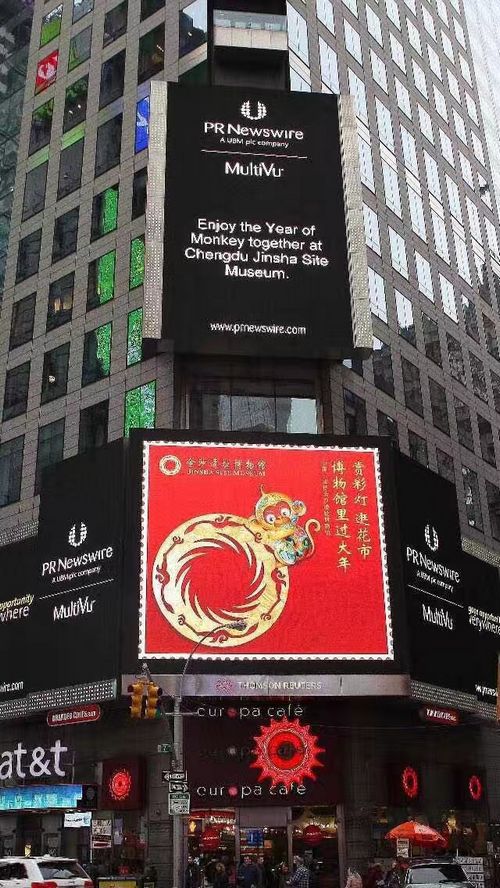 PR Newswire
A UBM plc company
MultiVu
Enjoy the Year of
Monkey together at
Chengdu Jinsha Site
Museum.
www.prnewswire.com
金沙遗址博物馆
JINSHA SITE MUSEUM
赏彩灯 逛花市
博物馆里过大年
PR Newswire
A UBM plc company
MultiVu
PR Newswire
A UBM plc company
MultiVu
THOMSON REUTERS
europa café
europa café
at&t